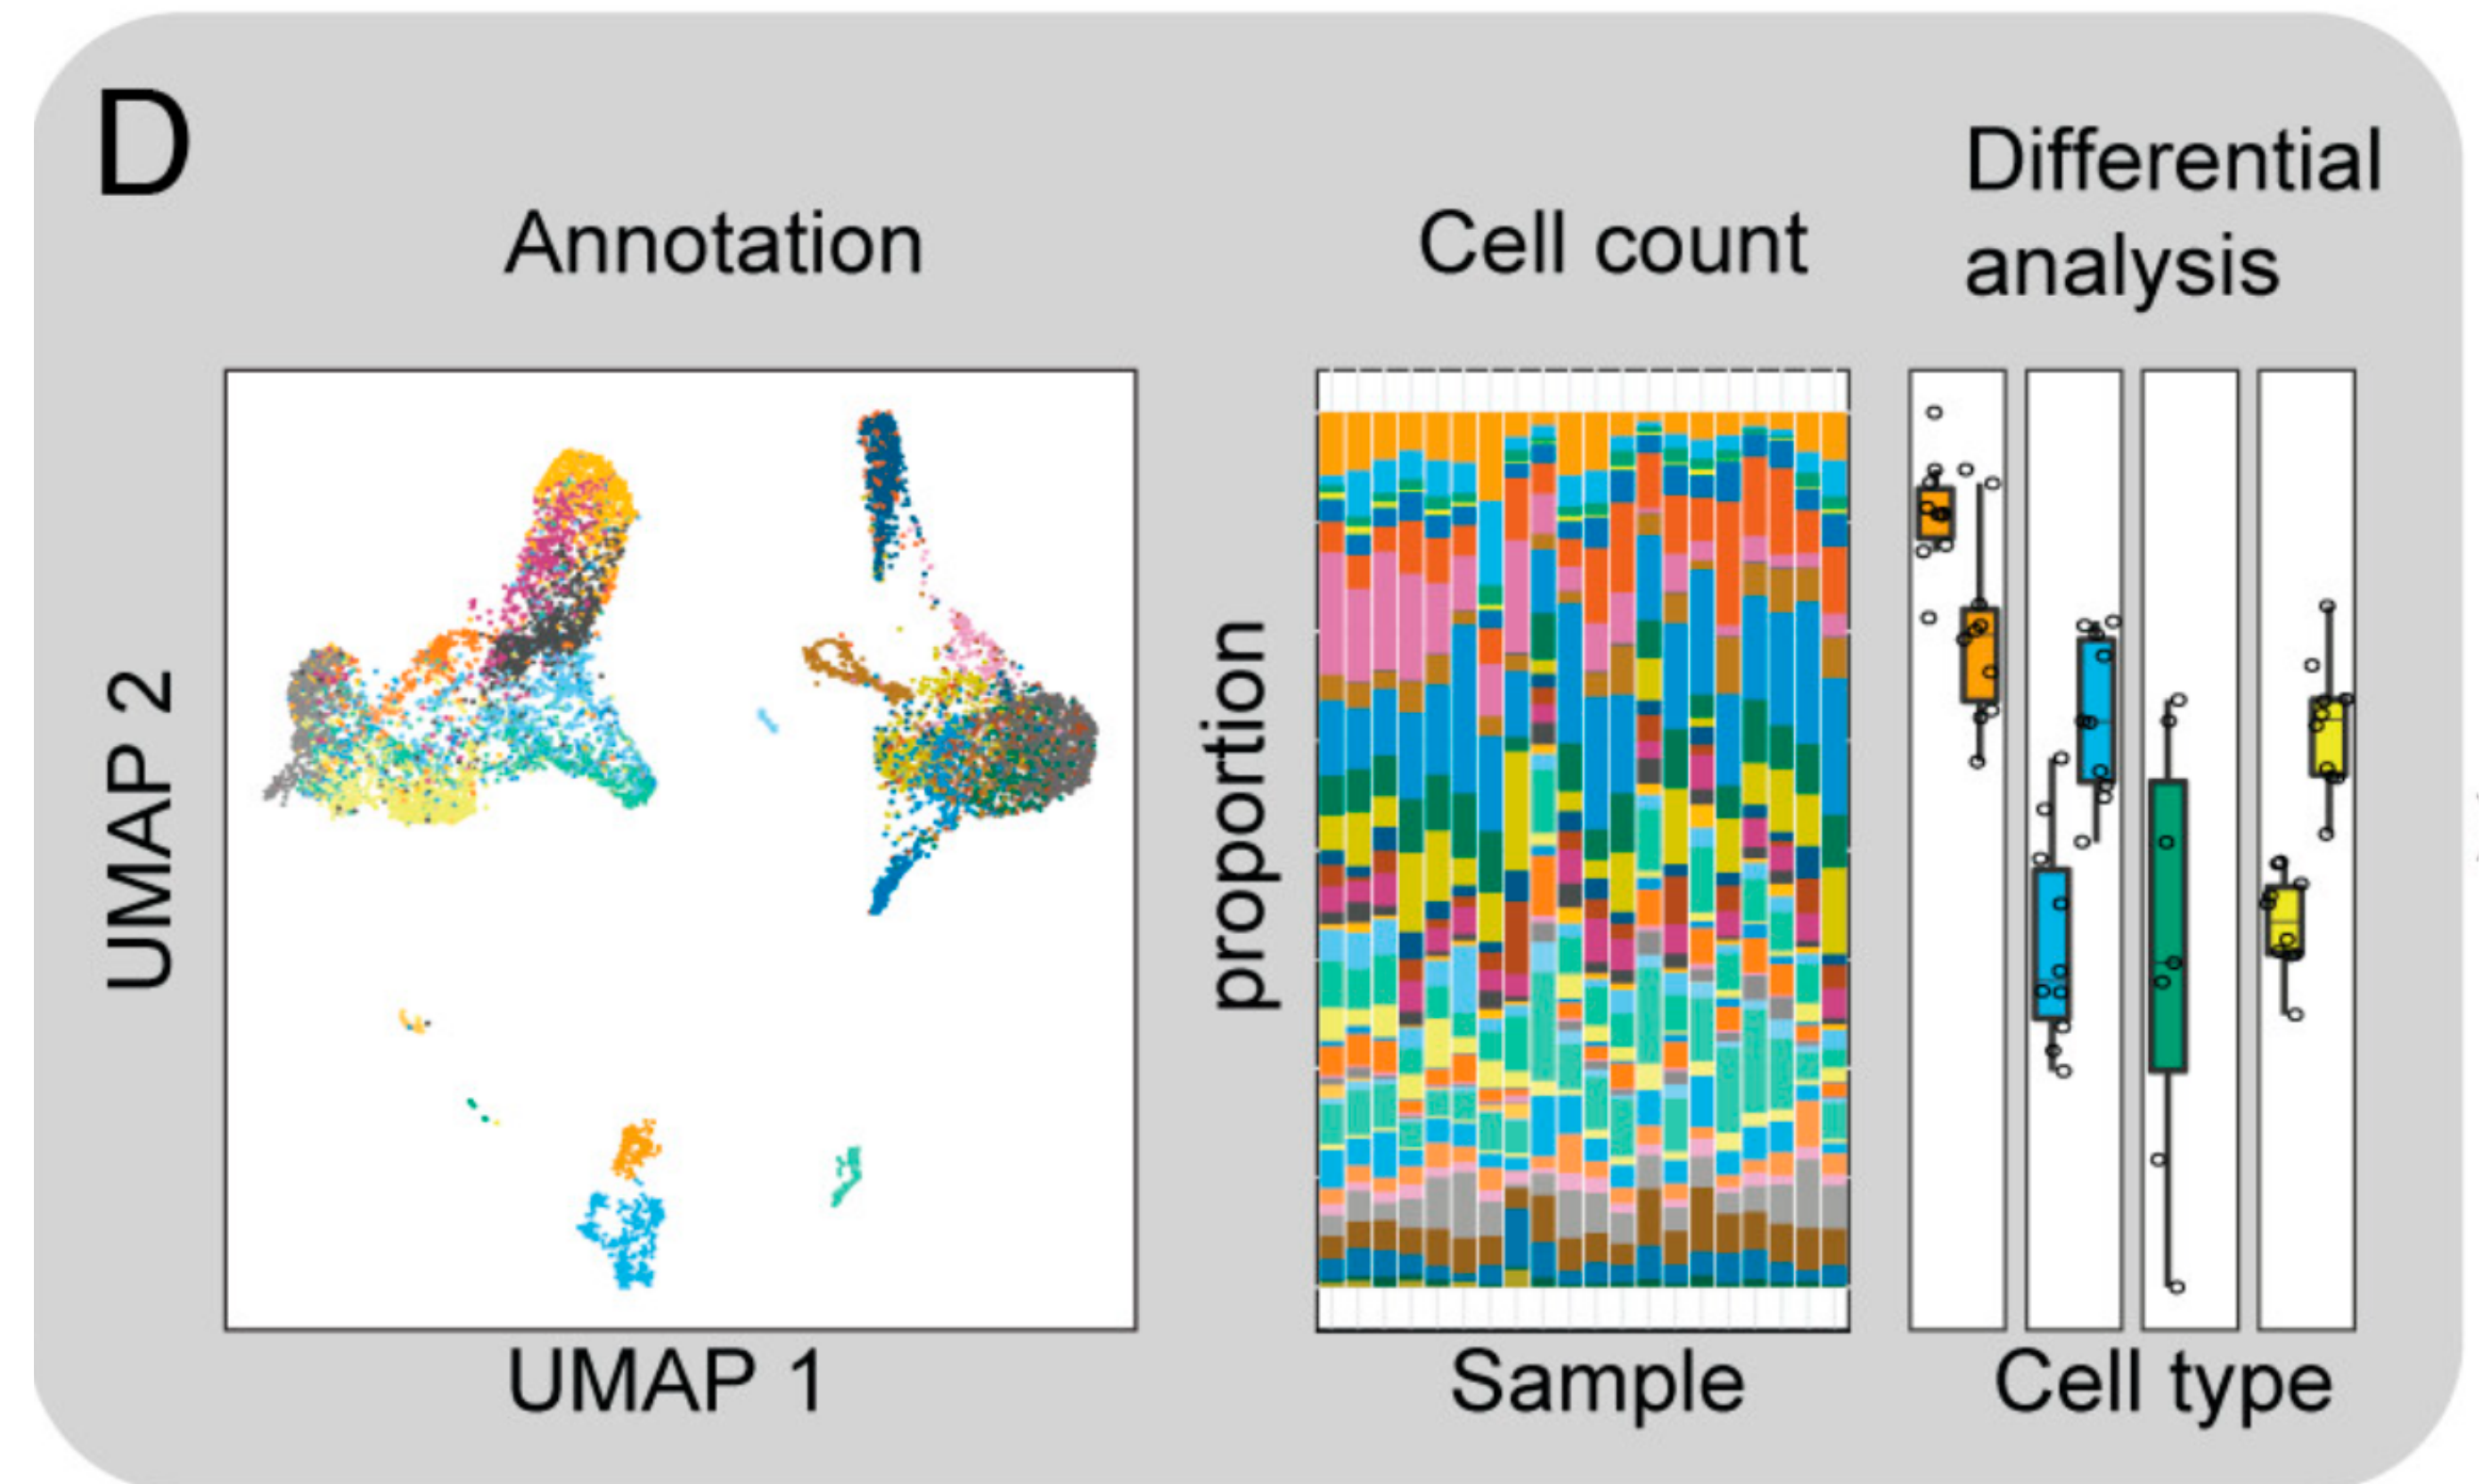 D
Annotation
Cell count
Differential
analysis
UMAP 2
proportion
UMAP 1
Sample
Cell type